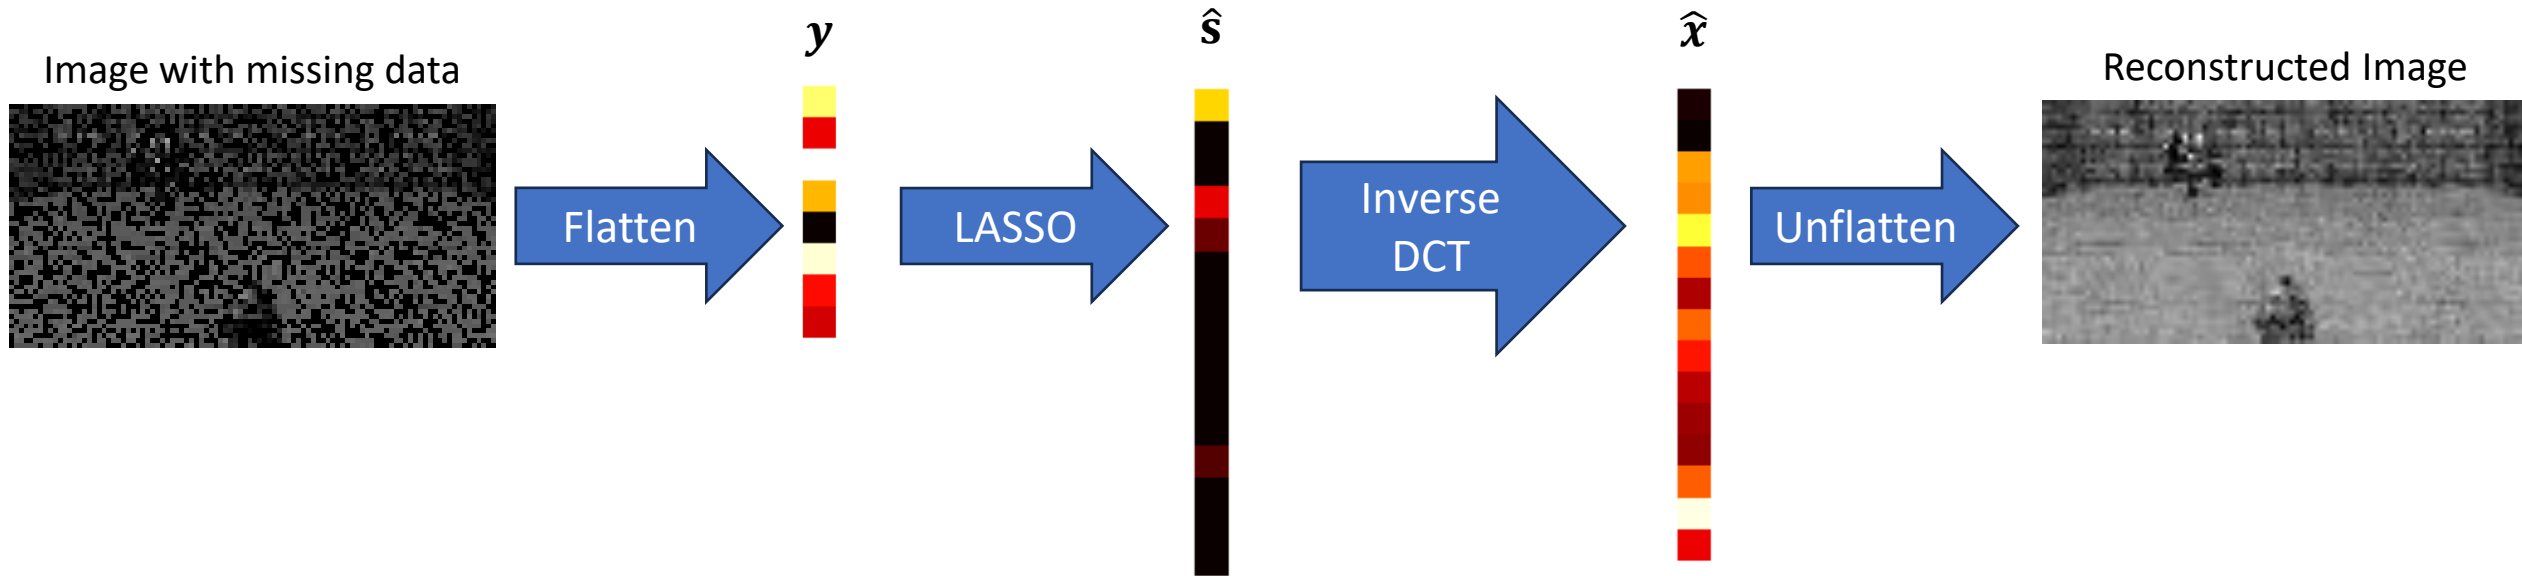 Image with missing data
Flatten
y
LASSO
ŝ
Inverse
DCT
x̂
Unflatten
Reconstructed Image